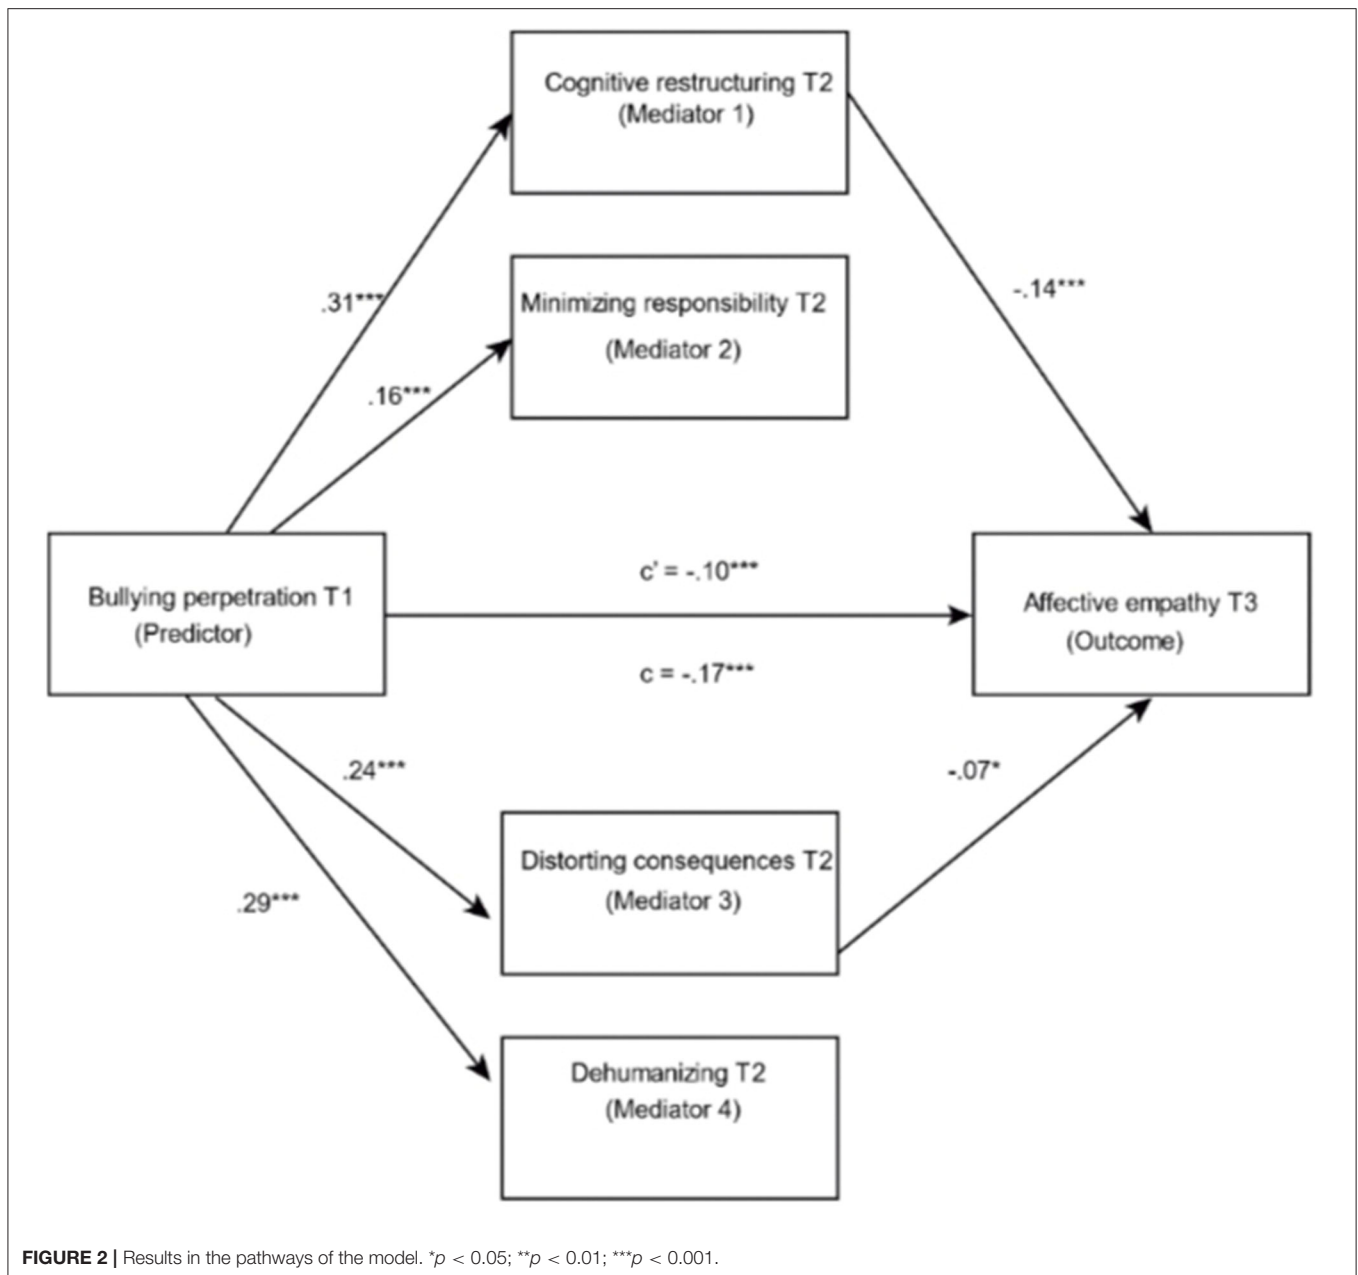 Cognitive restructuring T2
(Mediator 1)
.31***
-.14***
Minimizing responsibility T2
(Mediator 2)
.16***
Bullying perpetration T1
(Predictor)
c' = -.10***
c = -.17***
Affective empathy T3
(Outcome)
.24***
-.07*
Distorting consequences T2
(Mediator 3)
.29***
Dehumanizing T2
(Mediator 4)
FIGURE 2 | Results in the pathways of the model. *p < 0.05; **p < 0.01; ***p < 0.001.